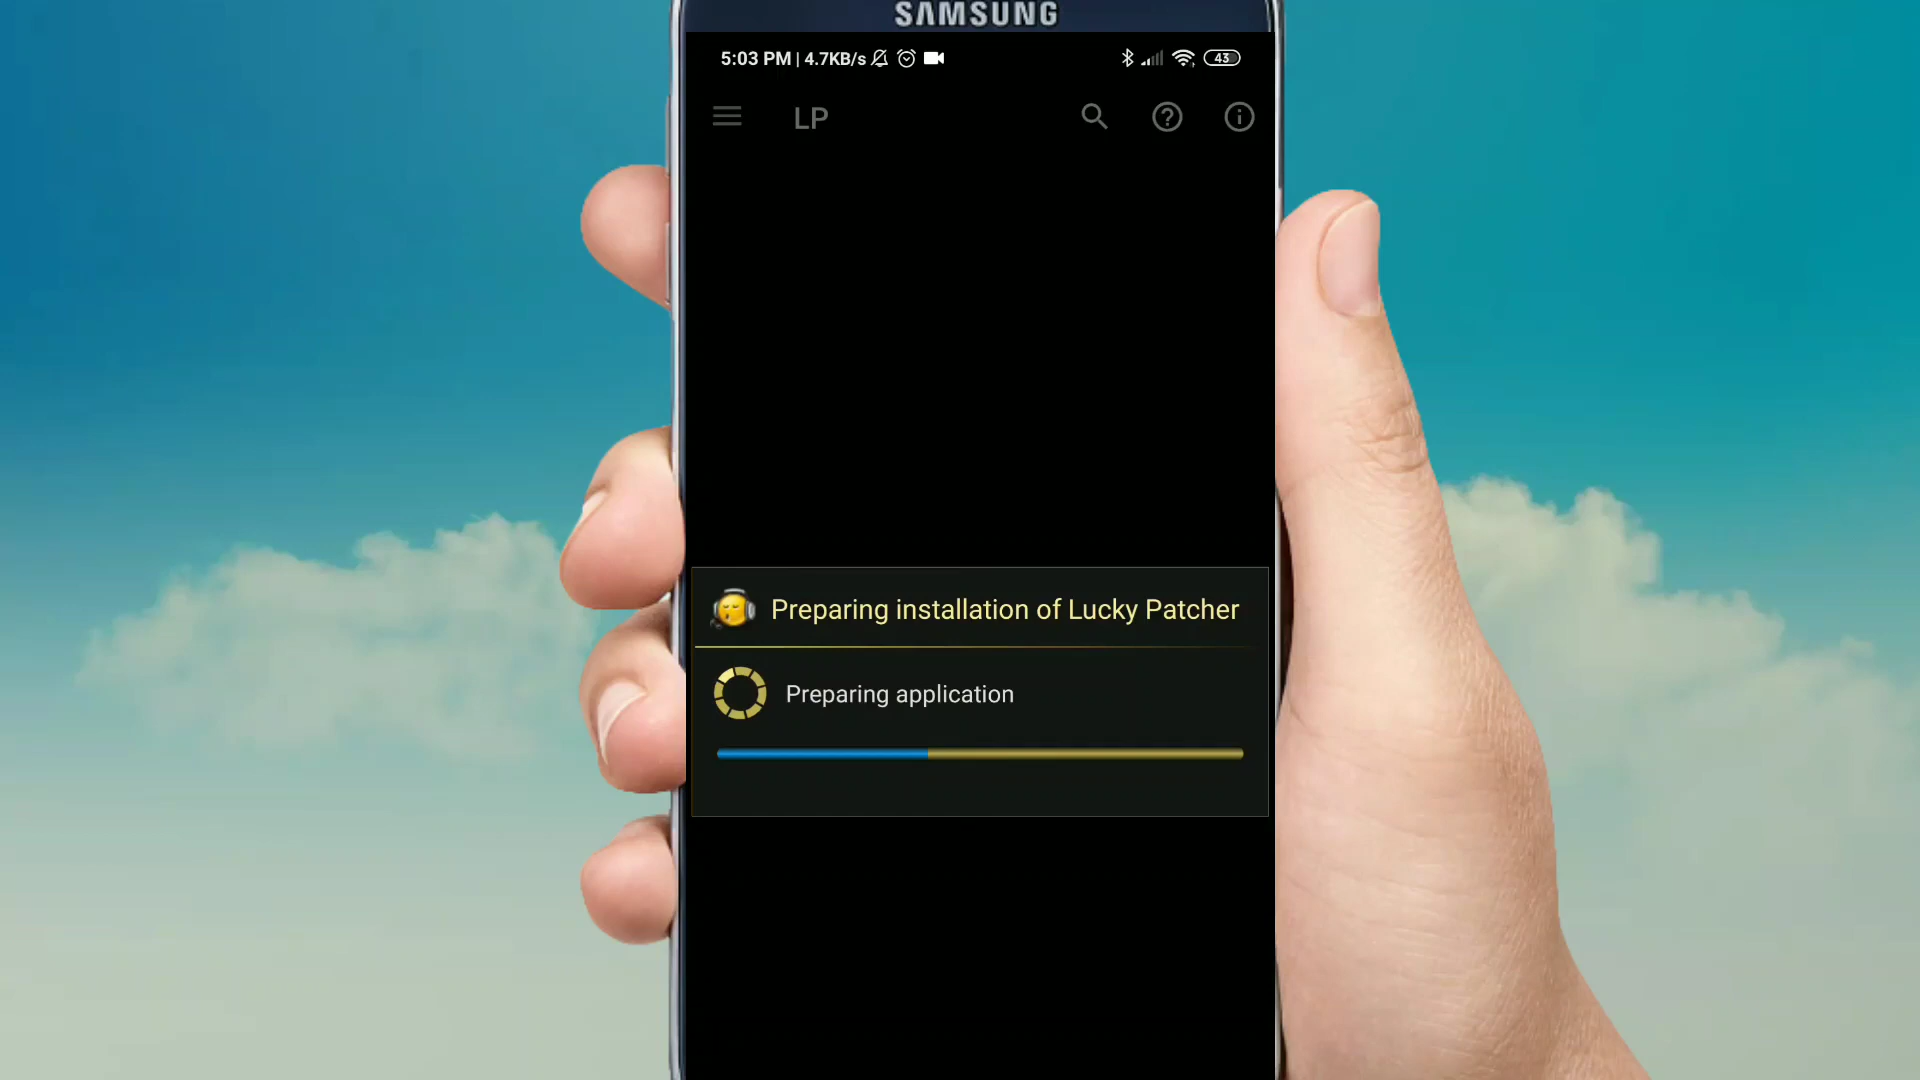 SAMSUNG
5:03 PM | 4.7KB/s
43
LP
Preparing installation of Lucky Patcher
Preparing application